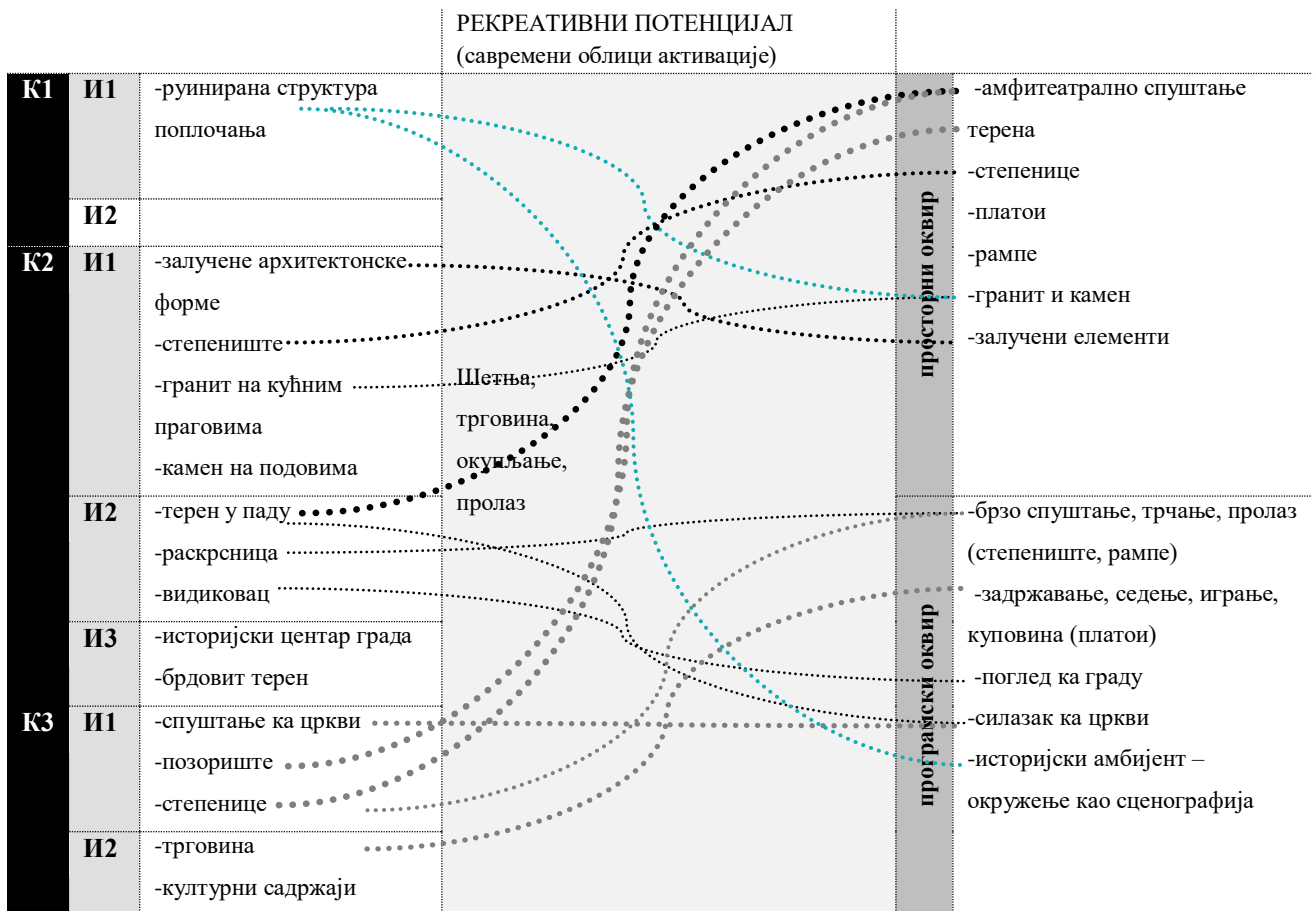 РЕКРЕАТИВНИ ПОТЕНЦИЈАЛ
(савремени облици активације)
К1
И1
-руинирана структура
поплочања
И2
К2
И1
-залучене архитектонске
форме
-степениште
-гранит на кућним
праговима
-камен на подовима
И2
-терен у паду
-раскрсница
-видиковац
И3
-историјски центар града
-брдовит терен
К3
И1
-спуштање ка цркви
-позориште
-степенице
И2
-трговина
-културни садржаји
Шетња,
трговина,
окупљање,
пролаз
просторни оквир
-амфитеатрално спуштање
терена
-степенице
-платои
-рампе
-гранит и камен
-залучени елементи
програмски оквир
-брзо спуштање, трчање, пролаз
(степениште, рампе)
-задржавање, седење, играње,
куповина (платои)
-поглед ка граду
-силазак ка цркви
-историјски амбијент –
окружење као сценографија